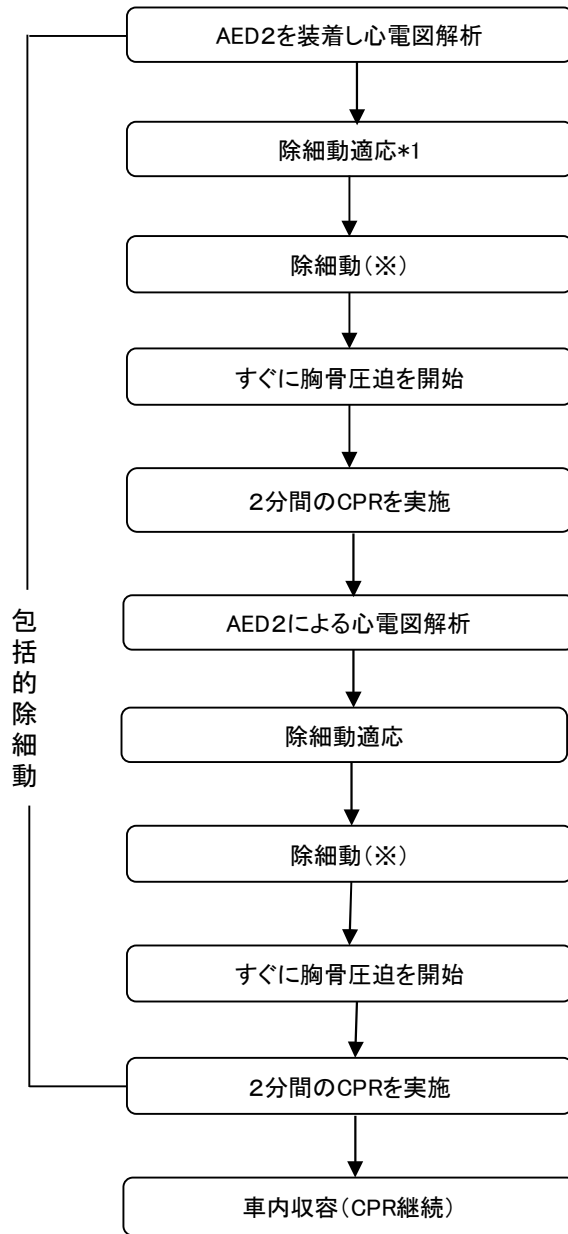 AED2を装着し心電図解析
除細動適応*1
除細動(※)
すぐに胸骨圧迫を開始
2分間のCPRを実施
AED2による心電図解析
除細動適応
除細動(※)
すぐに胸骨圧迫を開始
2分間のCPRを実施
車内収容(CPR継続)
包括的除細動